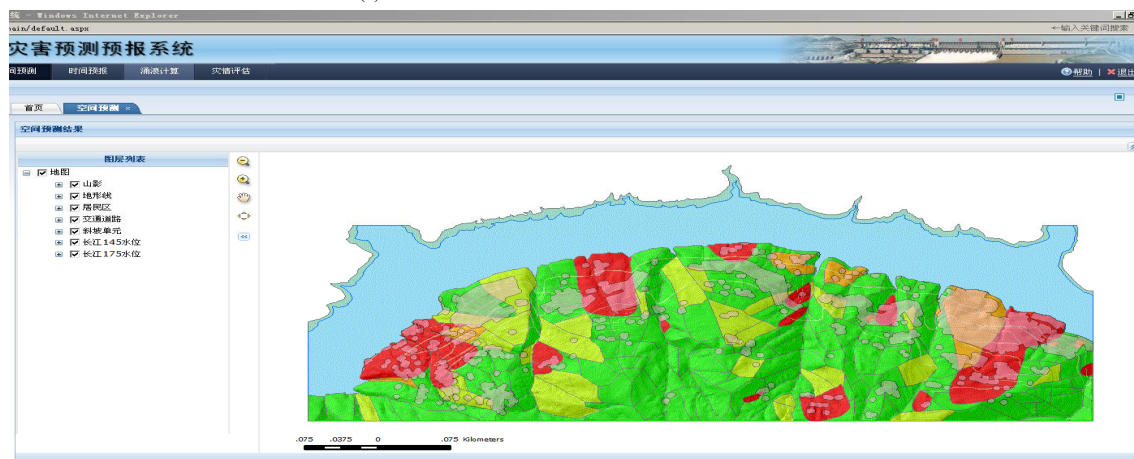 统 - Windows Internet Explorer
ain/default.aspx
←输入关键词搜索
灾害预测预报系统
间预测 时间预报 涌浪计算 灾情评估
帮助 | 退出
首页 空间预测
空间预测结果
图层列表
地图
山影
地形线
居民区
交通道路
斜坡单元
长江145水位
长江175水位
.075 .0375 0 .075 Kilometers